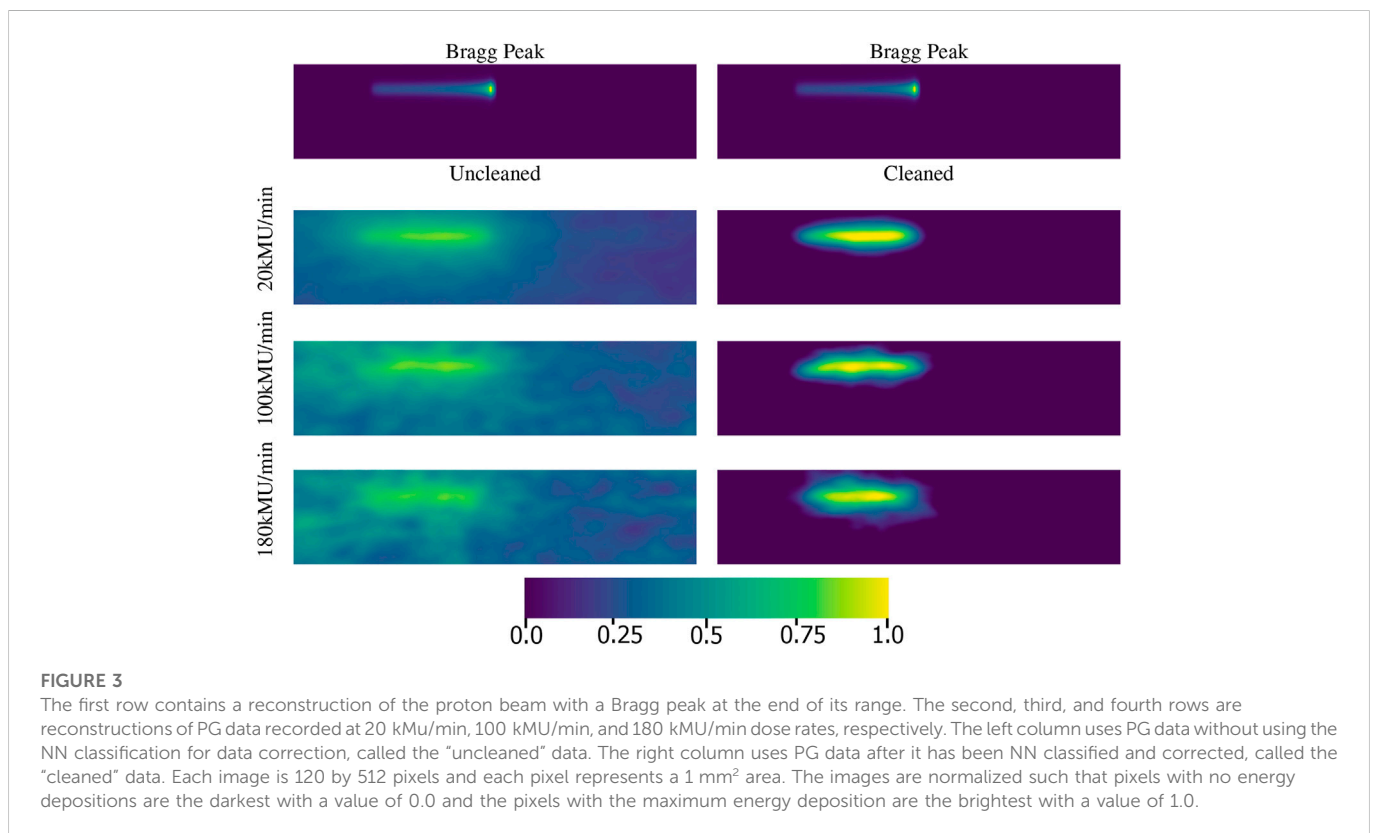 Bragg Peak
Bragg Peak
Uncleaned
Cleaned
20kMU/min
100kMU/min
180kMU/min
0.0 0.25 0.5 0.75 1.0
FIGURE 3
The first row contains a reconstruction of the proton beam with a Bragg peak at the end of its range. The second, third, and fourth rows are
reconstructions of PG data recorded at 20 kMu/min, 100 kMU/min, and 180 kMU/min dose rates, respectively. The left column uses PG data without using the
NN classification for data correction, called the “uncleaned” data. The right column uses PG data after it has been NN classified and corrected, called the
“cleaned” data. Each image is 120 by 512 pixels and each pixel represents a 1 mm² area. The images are normalized such that pixels with no energy
depositions are the darkest with a value of 0.0 and the pixels with the maximum energy deposition are the brightest with a value of 1.0.